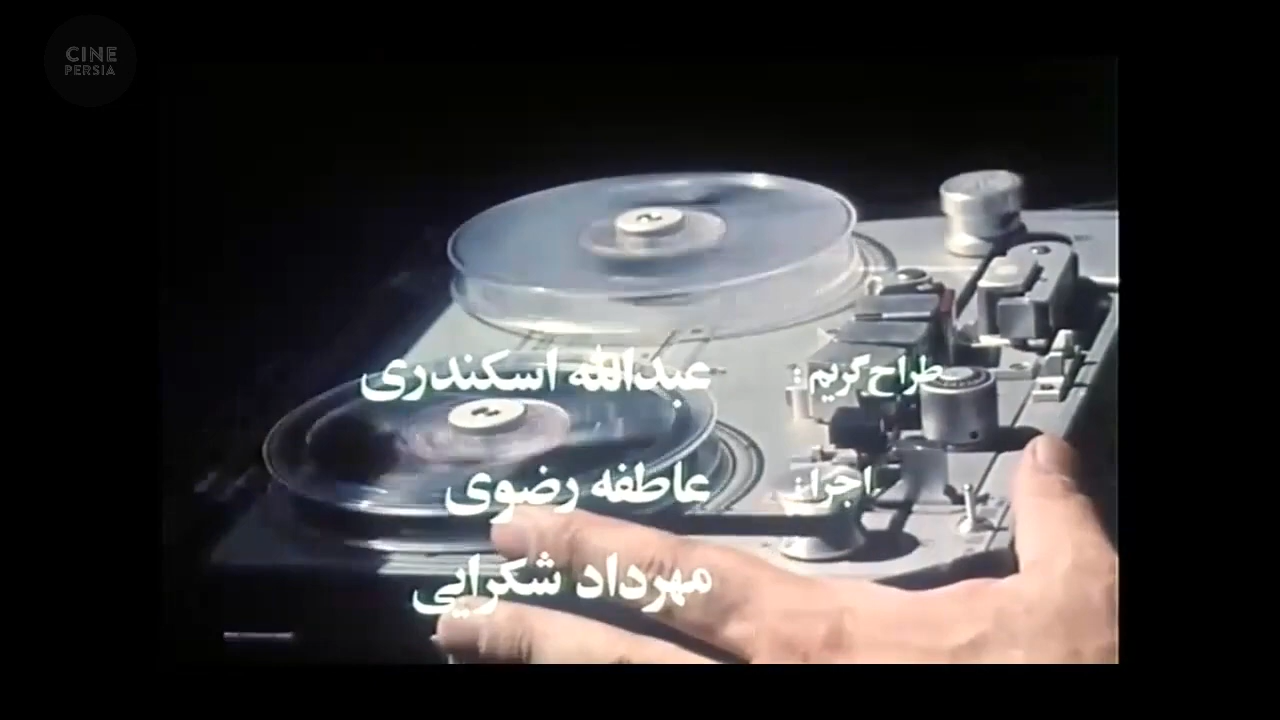 CINE
PERSIA
طراح گریم: عبدالله اسکندری
اجرا: عاطفه رضوی
مهرداد شکرایی